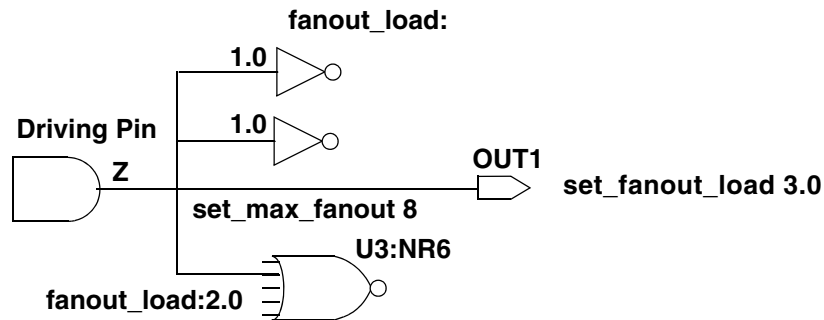 fanout_load:
1.0
1.0
Driving Pin
Z
OUT1
set_fanout_load 3.0
set_max_fanout 8
U3:NR6
fanout_load:2.0